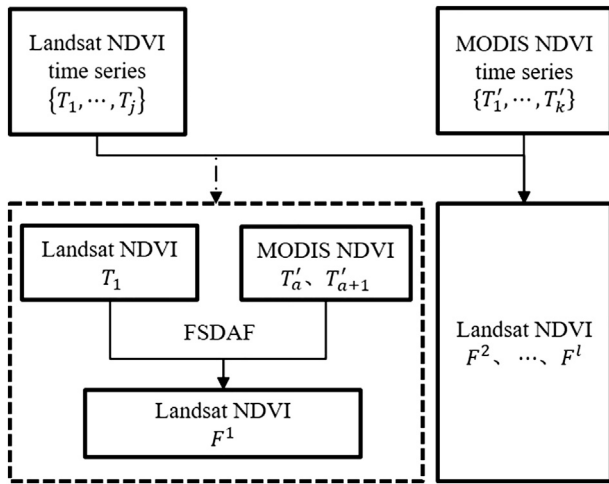 Landsat NDVI
time series
{T₁, ⋯, Tⱼ}
MODIS NDVI
time series
{T′₁, ⋯, T′ₖ}
Landsat NDVI
T₁
MODIS NDVI
T′ₐ、T′ₐ₊₁
FSDAF
Landsat NDVI
F¹
Landsat NDVI
F²、⋯、Fˡ